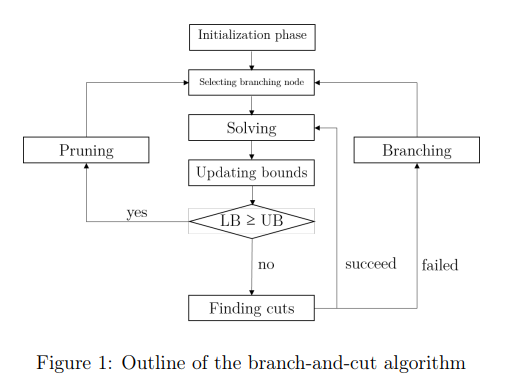 Initialization phase
Selecting branching node
Solving
Pruning
Branching
Updating bounds
yes
LB ≥ UB
no
succeed
failed
Finding cuts
Figure 1: Outline of the branch-and-cut algorithm